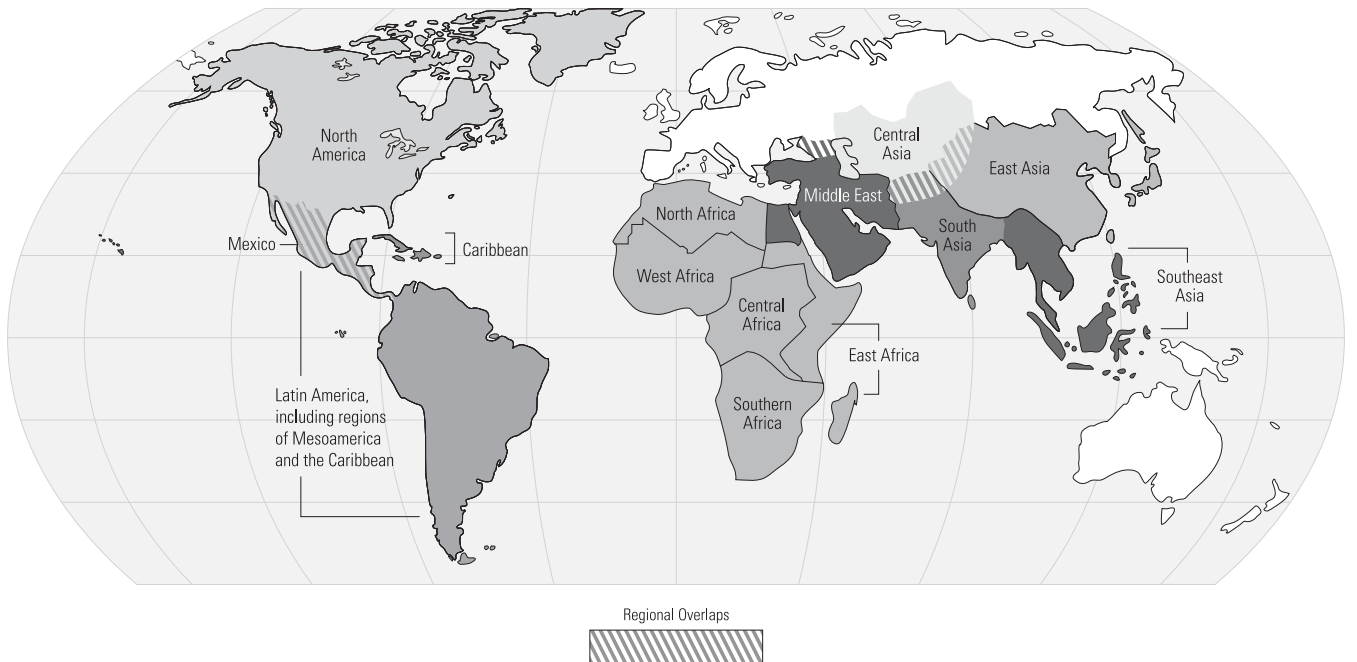 North
America
Central
Asia
East Asia
Middle East
North Africa
South
Asia
Mexico
Caribbean
West Africa
Southeast
Asia
Central
Africa
East Africa
Latin America,
including regions
of Mesoamerica
and the Caribbean
Southern
Africa
Regional Overlaps